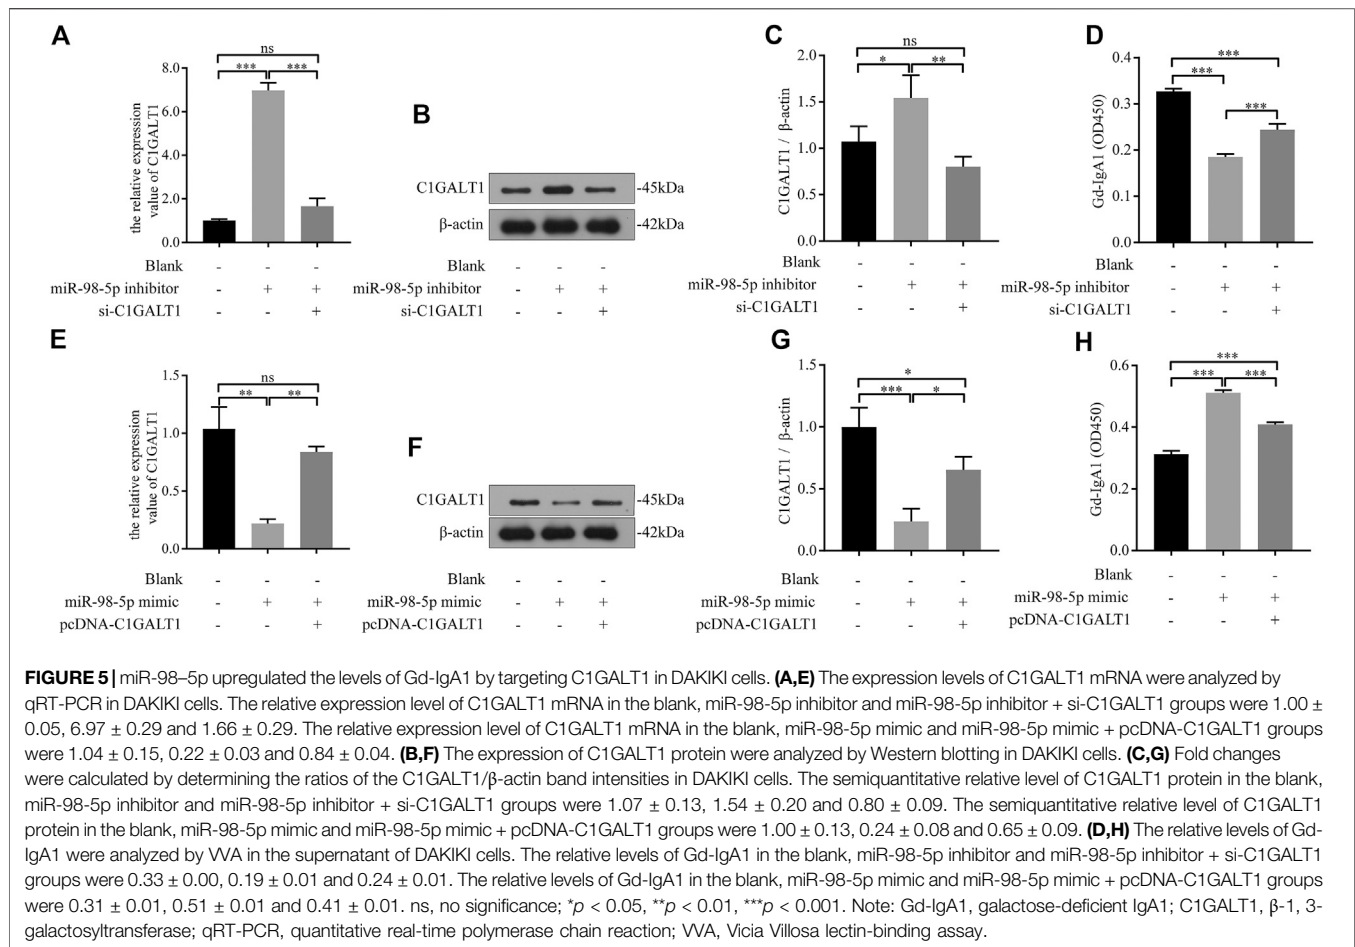 A
ns
*** ***
the relative expression
value of C1GALT1
8.0
6.0
4.0
2.0
0.0
Blank - - -
miR-98-5p inhibitor - + +
si-C1GALT1 - - +
B
C1GALT1 -45kDa
β-actin -42kDa
Blank - - -
miR-98-5p inhibitor - + +
si-C1GALT1 - - +
C
ns
* **
C1GALT1 / β-actin
2.0
1.5
1.0
0.5
0.0
Blank - - -
miR-98-5p inhibitor - + +
si-C1GALT1 - - +
D
***
***
***
Gd-IgA1 (OD450)
0.4
0.3
0.2
0.1
0.0
Blank - - -
miR-98-5p inhibitor - + +
si-C1GALT1 - - +
E
ns
** **
the relative expression
value of C1GALT1
1.5
1.0
0.5
0.0
Blank - - -
miR-98-5p mimic - + +
pcDNA-C1GALT1 - - +
F
C1GALT1 -45kDa
β-actin -42kDa
Blank - - -
miR-98-5p mimic - + +
pcDNA-C1GALT1 - - +
G
*
*** *
C1GALT1 / β-actin
1.5
1.0
0.5
0.0
Blank - - -
miR-98-5p mimic - + +
pcDNA-C1GALT1 - - +
H
***
*** ***
Gd-IgA1 (OD450)
0.6
0.4
0.2
0.0
Blank - - -
miR-98-5p mimic - + +
pcDNA-C1GALT1 - - +
FIGURE 5 | miR-98–5p upregulated the levels of Gd-IgA1 by targeting C1GALT1 in DAKIKI cells. (A,E) The expression levels of C1GALT1 mRNA were analyzed by
qRT-PCR in DAKIKI cells. The relative expression level of C1GALT1 mRNA in the blank, miR-98-5p inhibitor and miR-98-5p inhibitor + si-C1GALT1 groups were 1.00 ±
0.05, 6.97 ± 0.29 and 1.66 ± 0.29. The relative expression level of C1GALT1 mRNA in the blank, miR-98-5p mimic and miR-98-5p mimic + pcDNA-C1GALT1 groups
were 1.04 ± 0.15, 0.22 ± 0.03 and 0.84 ± 0.04. (B,F) The expression of C1GALT1 protein were analyzed by Western blotting in DAKIKI cells. (C,G) Fold changes
were calculated by determining the ratios of the C1GALT1/β-actin band intensities in DAKIKI cells. The semiquantitative relative level of C1GALT1 protein in the blank,
miR-98-5p inhibitor and miR-98-5p inhibitor + si-C1GALT1 groups were 1.07 ± 0.13, 1.54 ± 0.20 and 0.80 ± 0.09. The semiquantitative relative level of C1GALT1
protein in the blank, miR-98-5p mimic and miR-98-5p mimic + pcDNA-C1GALT1 groups were 1.00 ± 0.13, 0.24 ± 0.08 and 0.65 ± 0.09. (D,H) The relative levels of Gd-
IgA1 were analyzed by VVA in the supernatant of DAKIKI cells. The relative levels of Gd-IgA1 in the blank, miR-98-5p inhibitor and miR-98-5p inhibitor + si-C1GALT1
groups were 0.33 ± 0.00, 0.19 ± 0.01 and 0.24 ± 0.01. The relative levels of Gd-IgA1 in the blank, miR-98-5p mimic and miR-98-5p mimic + pcDNA-C1GALT1 groups
were 0.31 ± 0.01, 0.51 ± 0.01 and 0.41 ± 0.01. ns, no significance; *p < 0.05, **p < 0.01, ***p < 0.001. Note: Gd-IgA1, galactose-deficient IgA1; C1GALT1, β-1, 3-
galactosyltransferase; qRT-PCR, quantitative real-time polymerase chain reaction; VVA, Vicia Villosa lectin-binding assay.